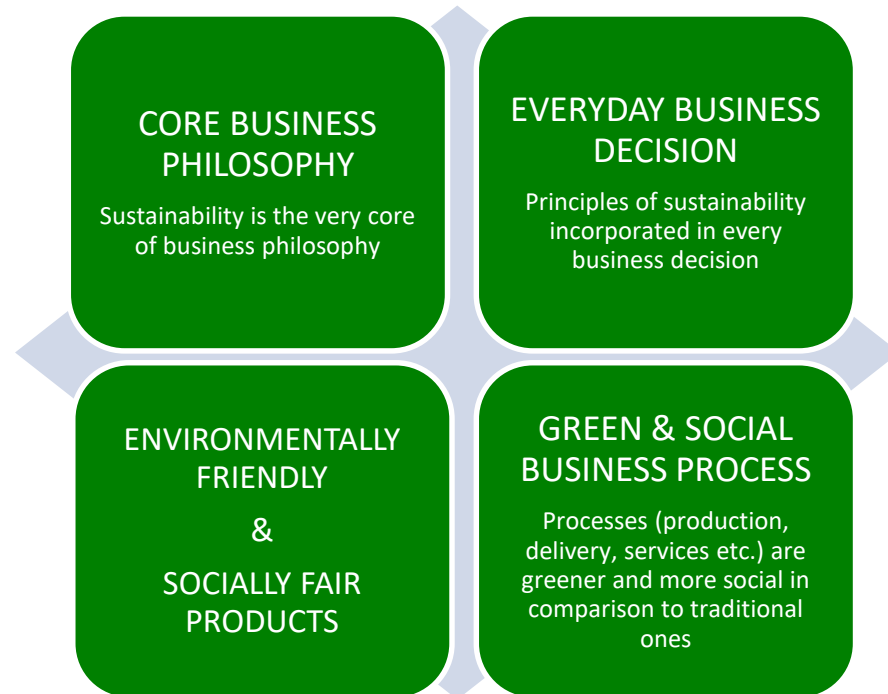 CORE BUSINESS
PHILOSOPHY
Sustainability is the very core
of business philosophy
EVERYDAY BUSINESS
DECISION
Principles of sustainability
incorporated in every
business decision
ENVIRONMENTALLY
FRIENDLY
&
SOCIALLY FAIR
PRODUCTS
GREEN & SOCIAL
BUSINESS PROCESS
Processes (production,
delivery, services etc.) are
greener and more social in
comparison to traditional
ones